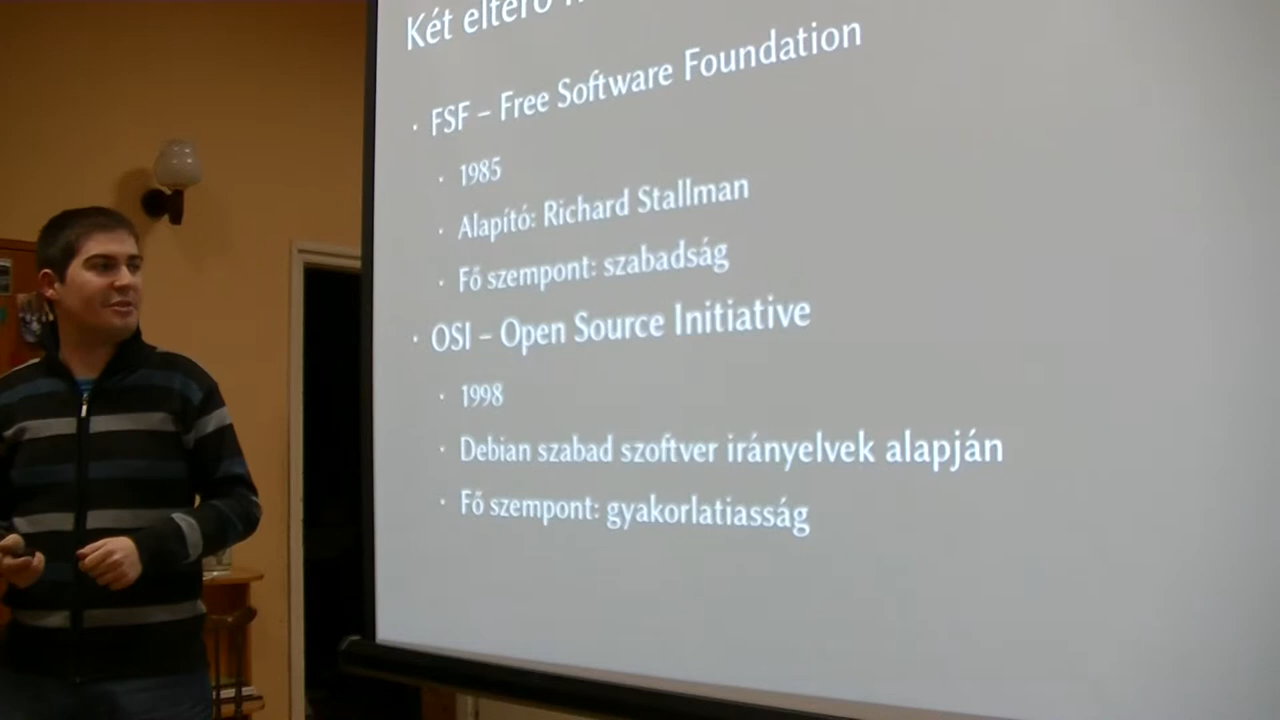 Két eltérő
• FSF – Free Software Foundation
• 1985
• Alapító: Richard Stallman
• Fő szempont: szabadság
• OSI – Open Source Initiative
• 1998
• Debian szabad szoftver irányelvek alapján
• Fő szempont: gyakorlatiasság